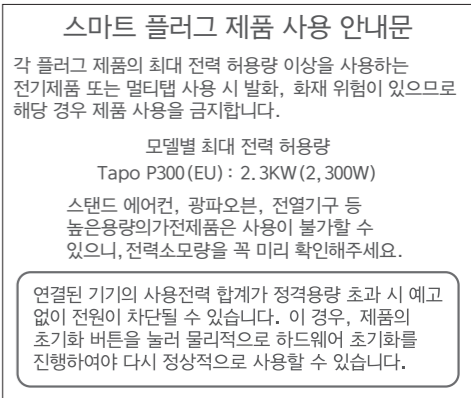 스마트 플러그 제품 사용 안내문
각 플러그 제품의 최대 전력 허용량 이상을 사용하는
전기제품 또는 멀티탭 사용 시 발화, 화재 위험이 있으므로
해당 경우 제품 사용을 금지합니다.
모델별 최대 전력 허용량
Tapo P300(EU) : 2.3KW(2,300W)
스탠드 에어컨, 광파오븐, 전열기구 등
높은용량의가전제품은 사용이 불가할 수
있으니,전력소모량을 꼭 미리 확인해주세요.
연결된 기기의 사용전력 합계가 정격용량 초과 시 예고
없이 전원이 차단될 수 있습니다. 이 경우, 제품의
초기화 버튼을 눌러 물리적으로 하드웨어 초기화를
진행하여야 다시 정상적으로 사용할 수 있습니다.